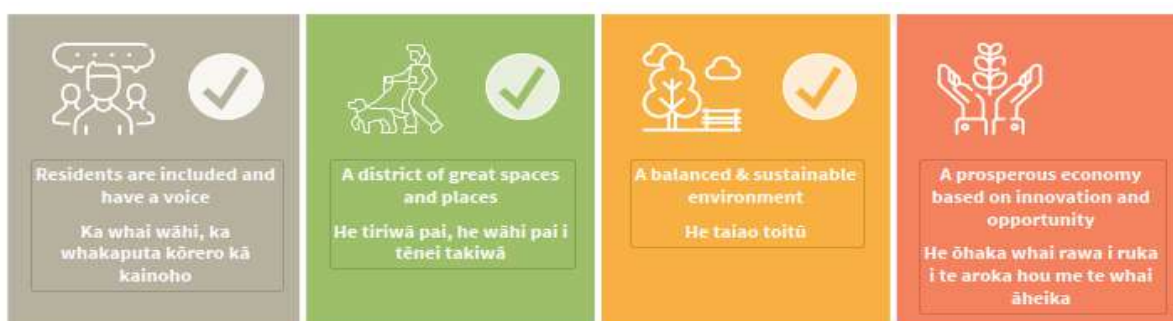 Residents are included and
have a voice
Ka whai wāhi, ka
whakaputa kōrero kā
kainoho
A district of great spaces
and places
He tiriwā pai, he wāhi pai i
tēnei takiwā
A balanced & sustainable
environment
He taiao toitū
A prosperous economy
based on innovation and
opportunity
He ōhaka whai rawa i ruka
i te aroka hou me te whai
āheika